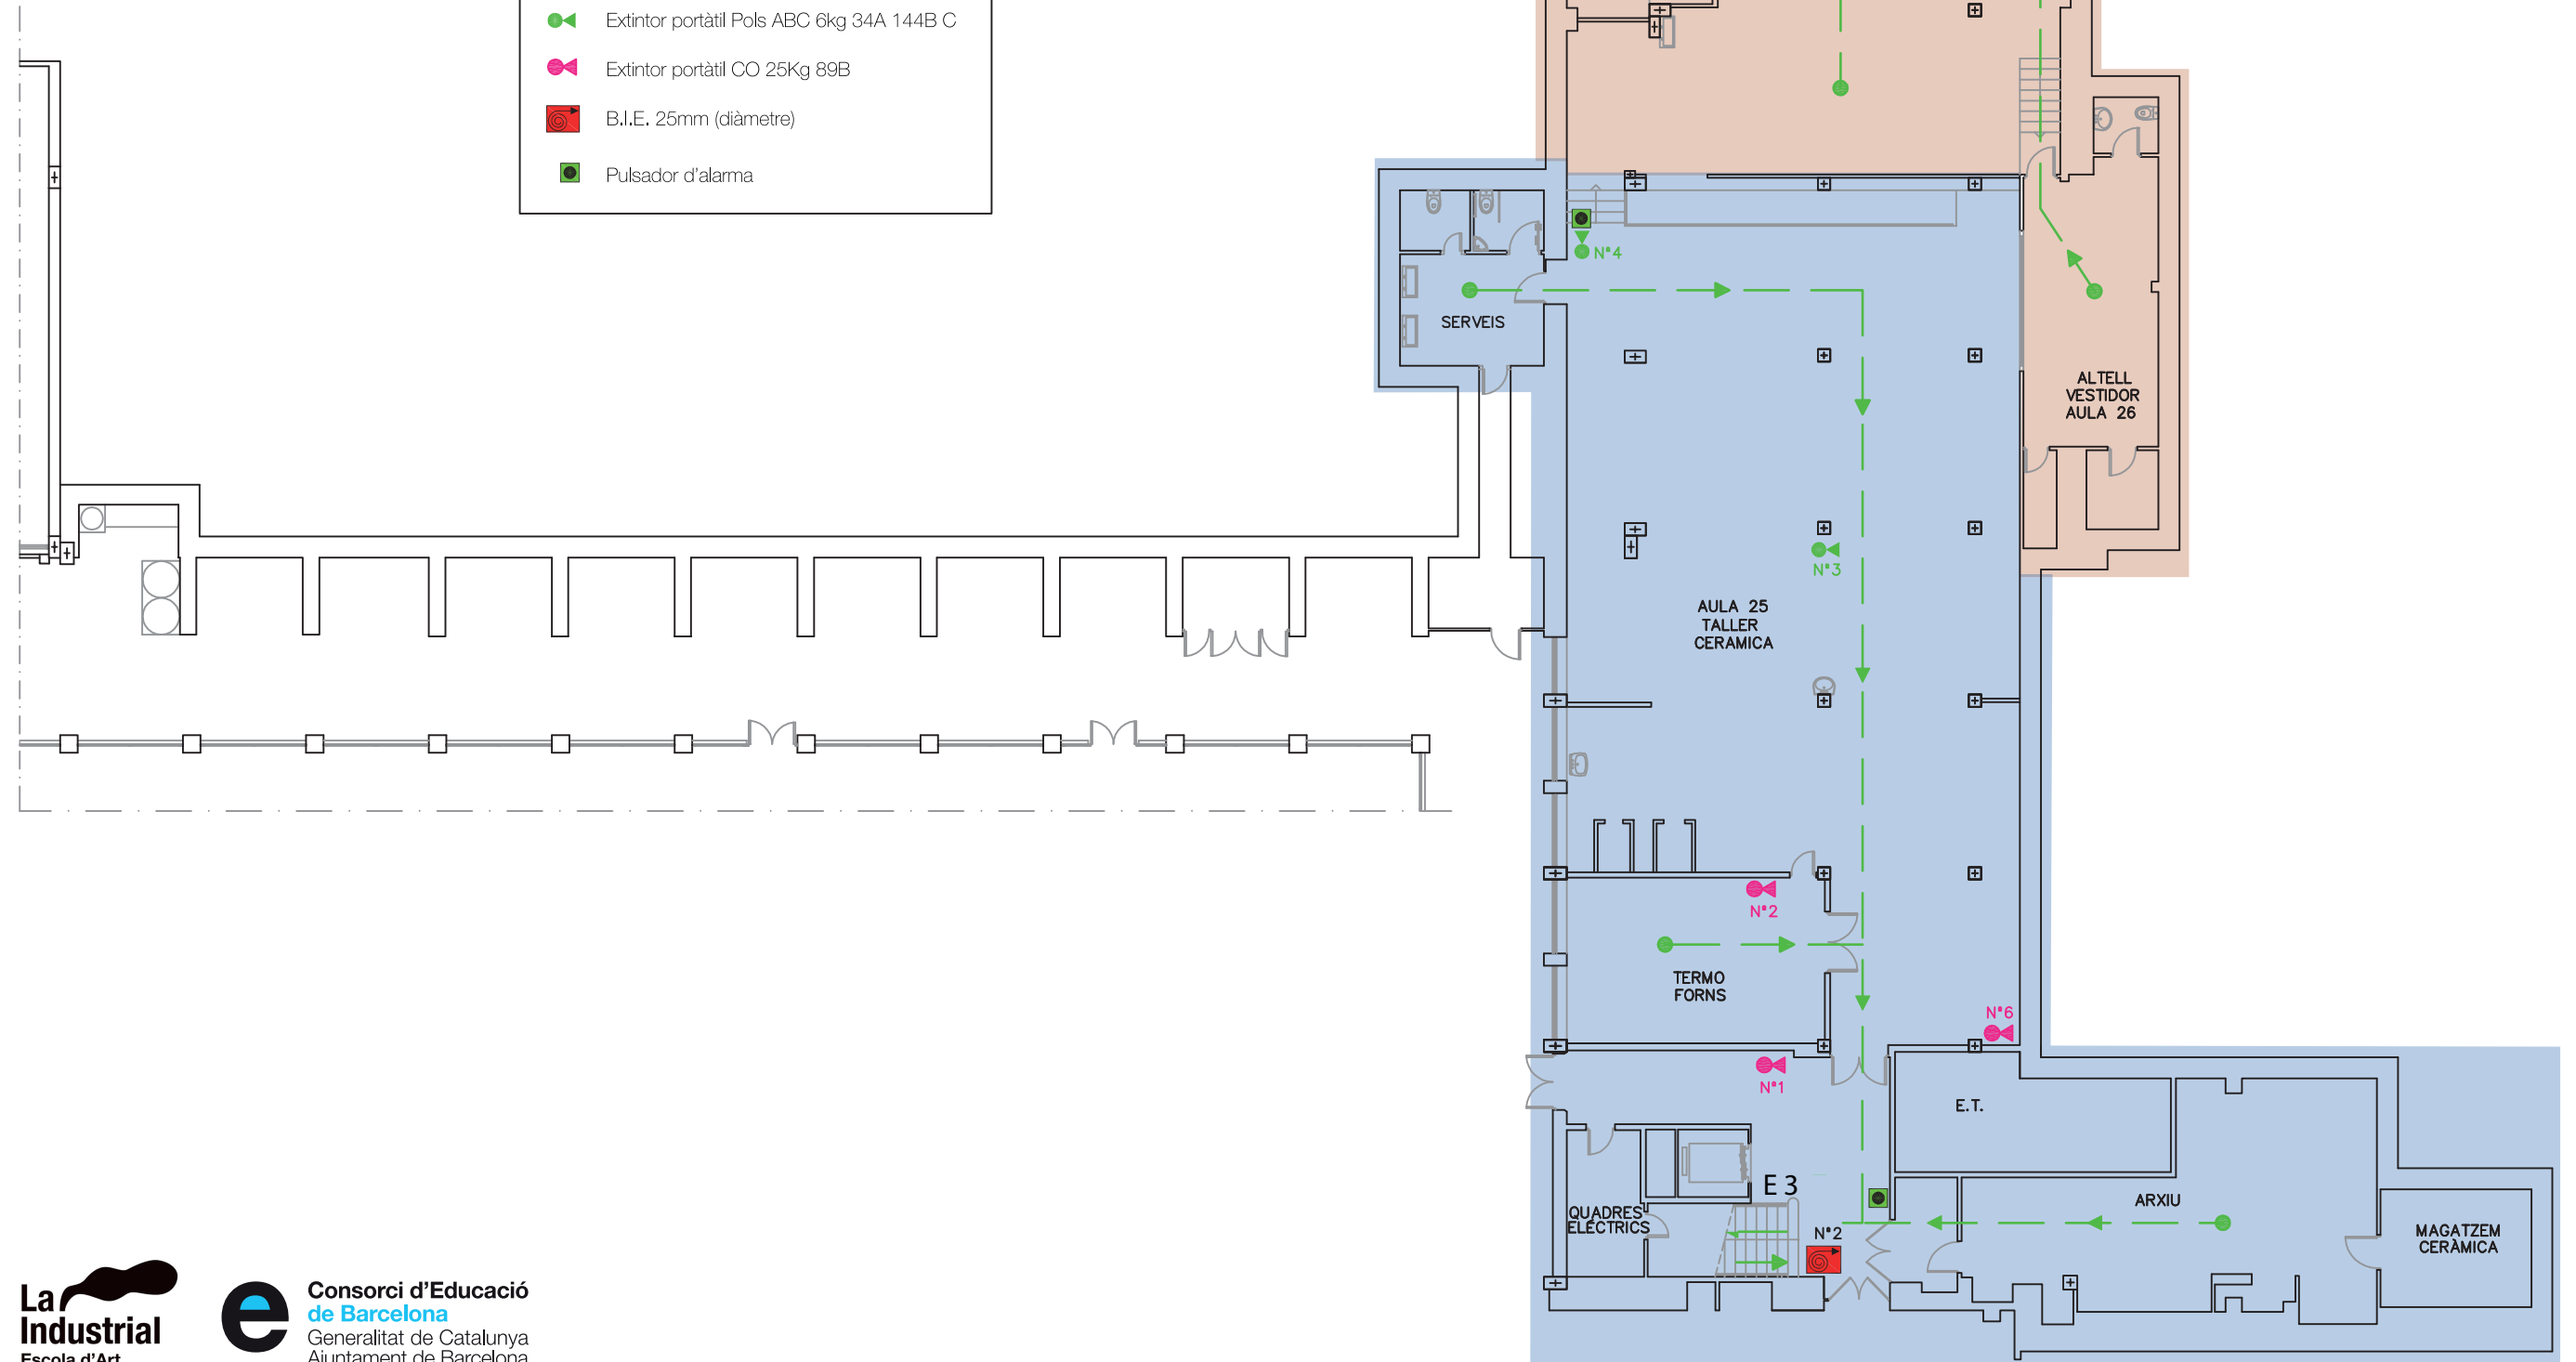 Extintor portàtil Pols ABC 6kg 34A 144B C
Extintor portàtil CO 25Kg 89B
B.I.E. 25mm (diàmetre)
Pulsador d'alarma
N°4
SERVEIS
ALTELL
VESTIDOR
AULA 26
N°3
AULA 25
TALLER
CERAMICA
N°2
TERMO
FORNS
N°6
N°1
E.T.
E 3
ARXIU
QUADRES
ELÉCTRICS
N°2
MAGATZEM
CERÀMICA
La
Industrial
Escola d'Art
Consorci d'Educació
de Barcelona
Generalitat de Catalunya
Ajuntament de Barcelona